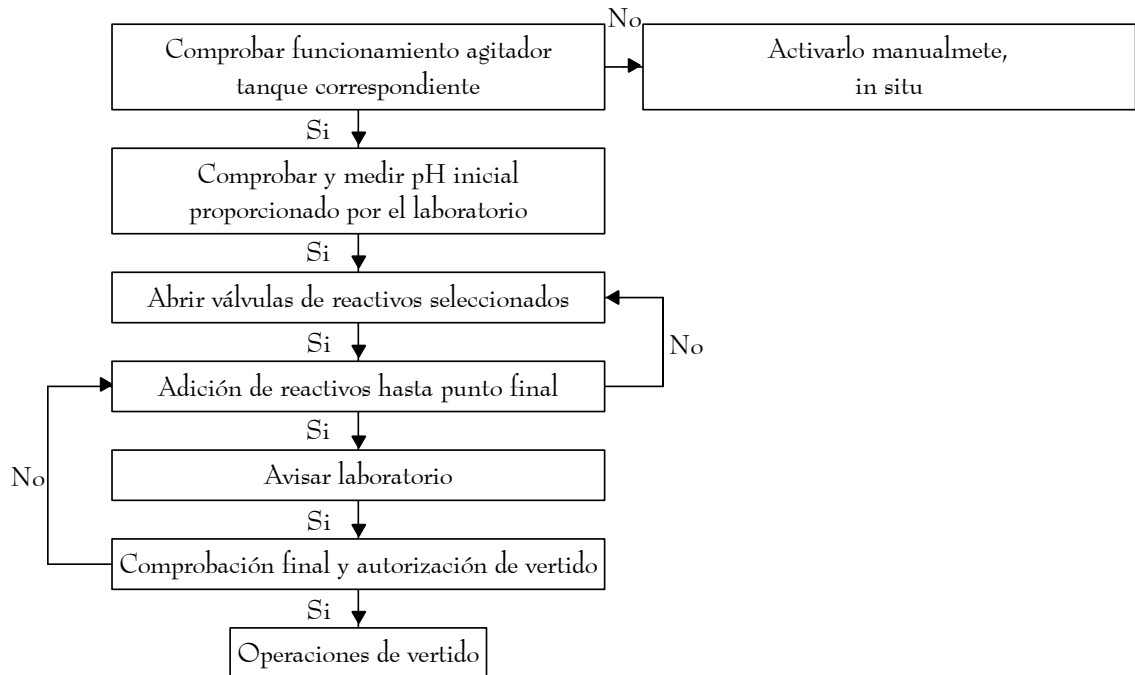 No
Comprobar funcionamiento agitador
tanque correspondiente
Activarlo manualmete,
in situ
Si
Comprobar y medir pH inicial
proporcionado por el laboratorio
Si
Abrir válvulas de reactivos seleccionados
Si
No
Adición de reactivos hasta punto final
Si
Avisar laboratorio
No
Si
Comprobación final y autorización de vertido
Si
Operaciones de vertido